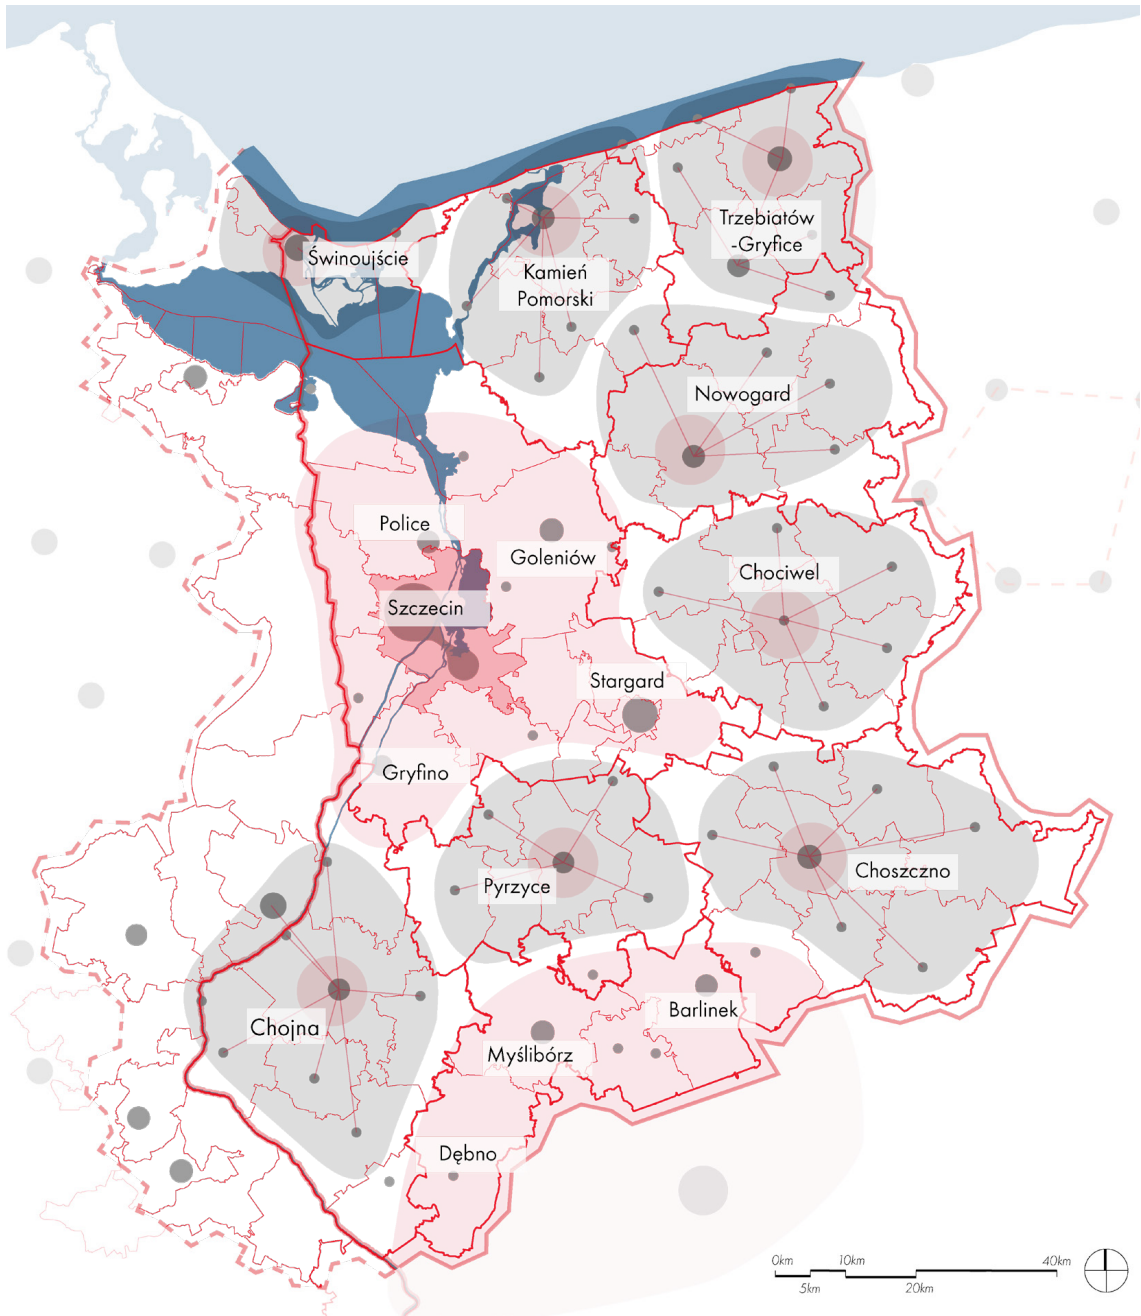 Świnoujście
Kamień
Pomorski
Trzebiatów
-Gryfice
Nowogard
Police
Goleniów
Chociwel
Szczecin
Stargard
Gryfino
Pyrzyce
Choszczno
Chojna
Barlinek
Myślibórz
Dębno
0km
10km
40km
5km
20km